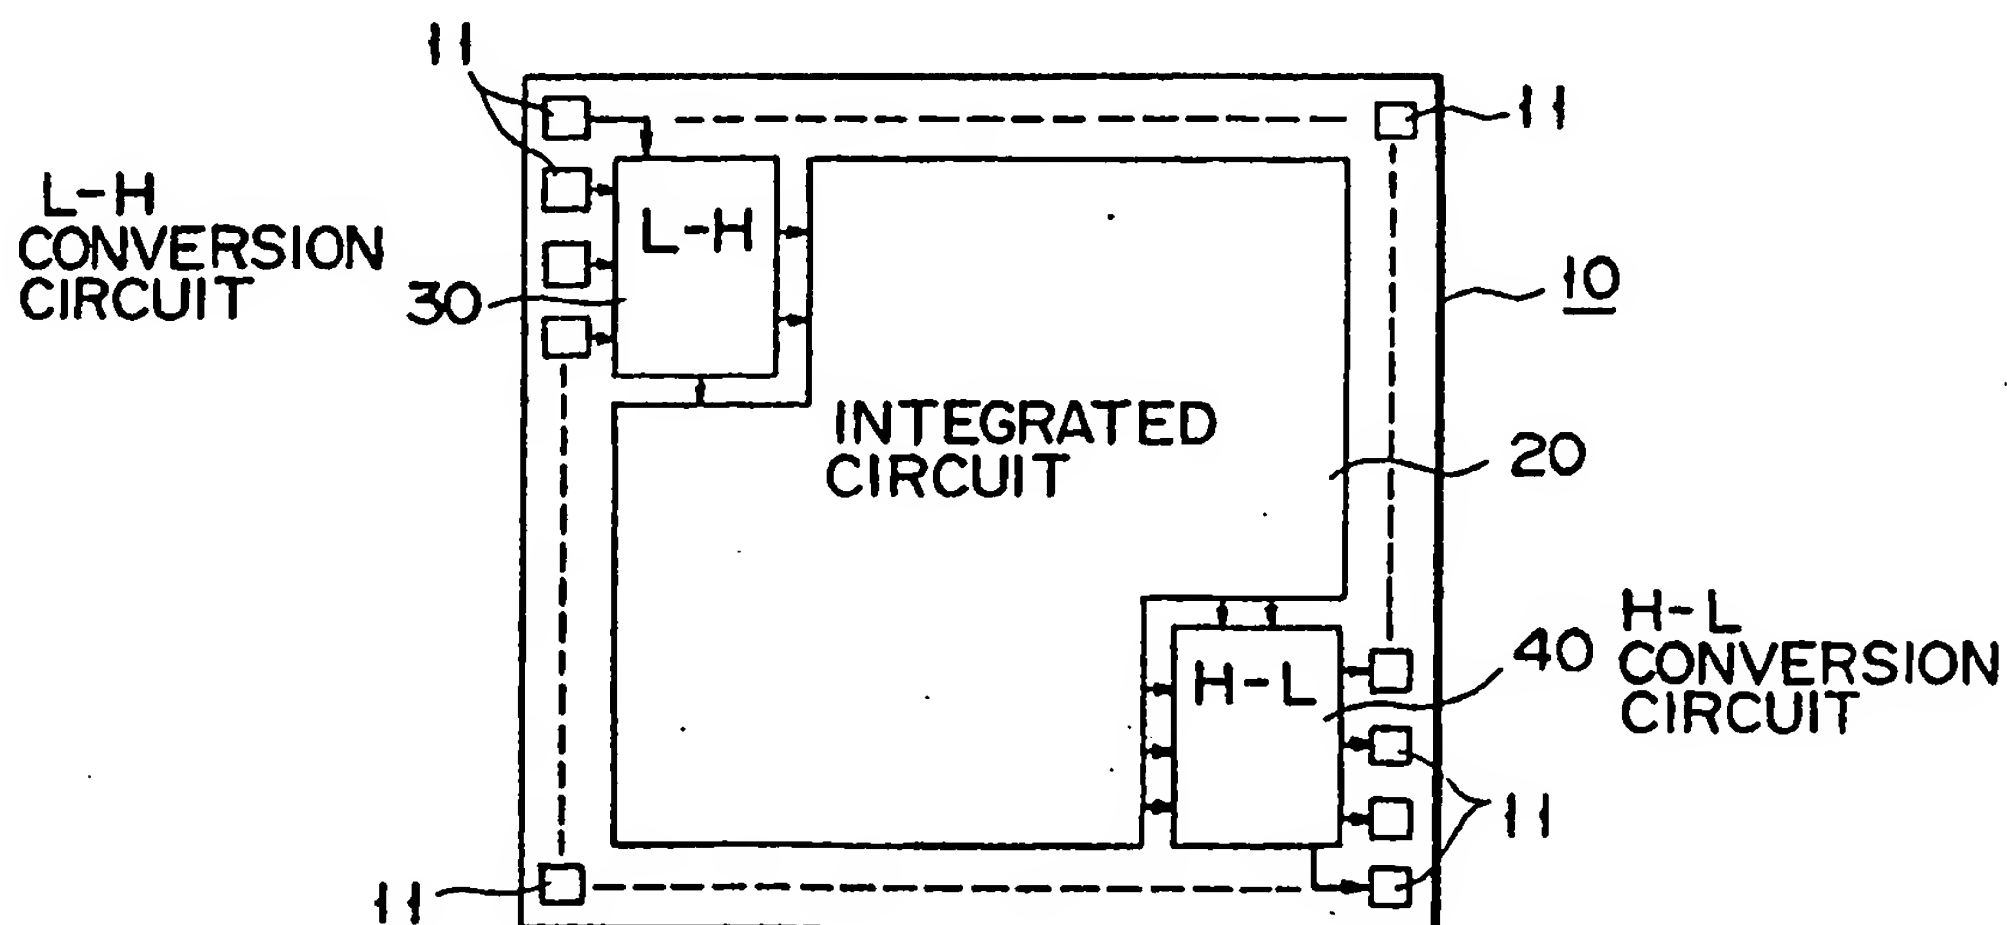 11
11
L-H
CONVERSION
CIRCUIT
30
L-H
10
INTEGRATED
CIRCUIT
20
H-L
40
H-L
CONVERSION
CIRCUIT
11
11